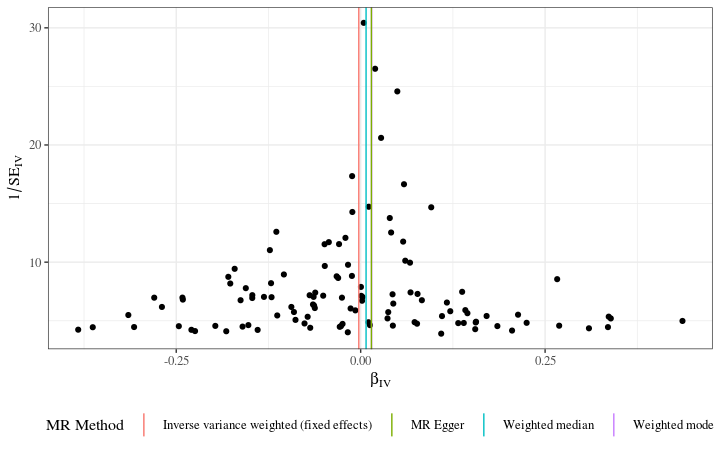 30
20
10
1/SE_IV
-0.25
0.00
0.25
β_IV
MR Method Inverse variance weighted (fixed effects) MR Egger Weighted median Weighted mode